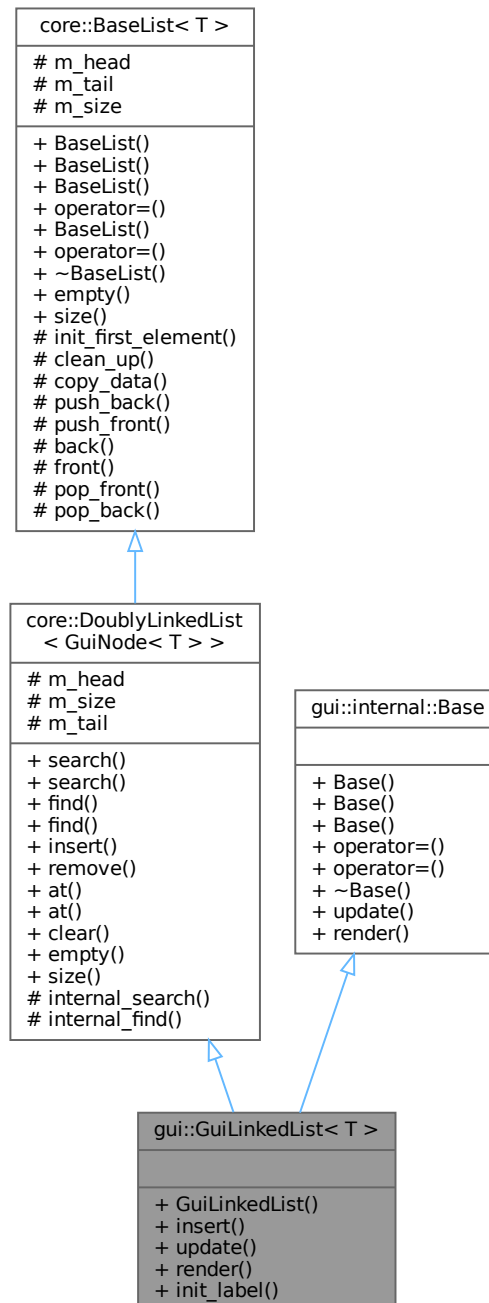 core::BaseList< T >
# m_head
# m_tail
# m_size
+ BaseList()
+ BaseList()
+ BaseList()
+ operator=()
+ BaseList()
+ operator=()
+ ~BaseList()
+ empty()
+ size()
# init_first_element()
# clean_up()
# copy_data()
# push_back()
# push_front()
# back()
# front()
# pop_front()
# pop_back()
core::DoublyLinkedList
< GuiNode< T > >
# m_head
# m_size
# m_tail
+ search()
+ search()
+ find()
+ find()
+ insert()
+ remove()
+ at()
+ at()
+ clear()
+ empty()
+ size()
# internal_search()
# internal_find()
gui::internal::Base
+ Base()
+ Base()
+ Base()
+ operator=()
+ operator=()
+ ~Base()
+ update()
+ render()
gui::GuiLinkedList< T >
+ GuiLinkedList()
+ insert()
+ update()
+ render()
+ init_label()